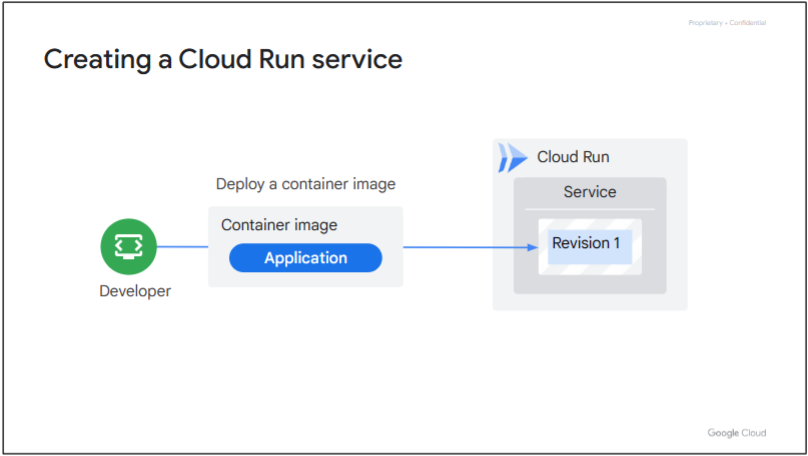 Proprietary + Confidential
Creating a Cloud Run service
Cloud Run
Deploy a container image
Service
Container image
Revision 1
Application
Developer
Google Cloud